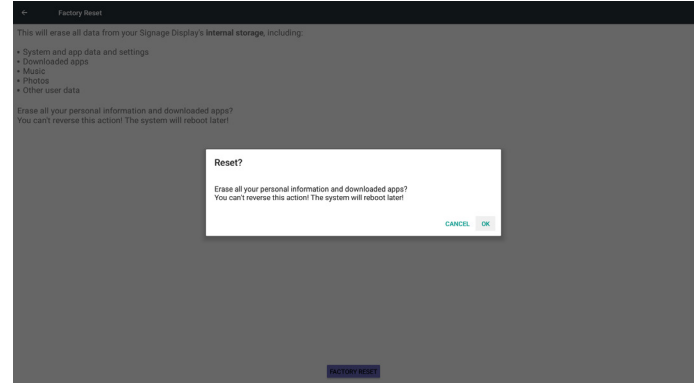 ← Factory Reset
This will erase all data from your Signage Display's internal storage, including:
• System and app data and settings
• Downloaded apps
• Music
• Photos
• Other user data
Erase all your personal information and downloaded apps?
You can't reverse this action! The system will reboot later!
Reset?
Erase all your personal information and downloaded apps?
You can't reverse this action! The system will reboot later!
CANCEL OK
FACTORY RESET